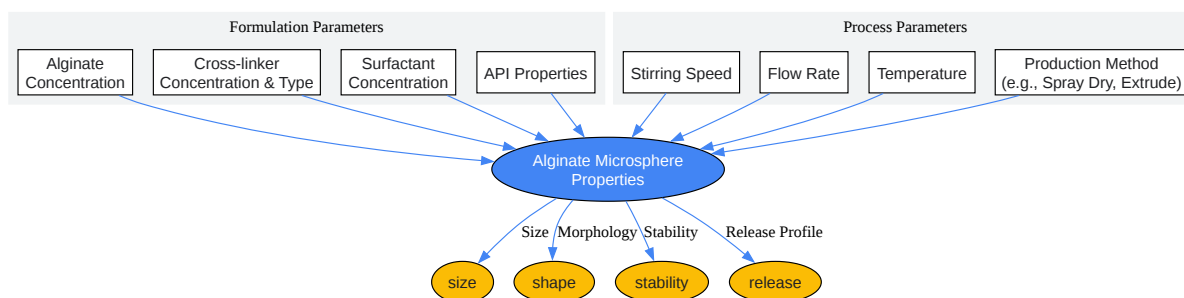 Formulation Parameters
Process Parameters
Alginate
Concentration
Cross-linker
Concentration & Type
Surfactant
Concentration
API Properties
Stirring Speed
Flow Rate
Temperature
Production Method
(e.g., Spray Dry, Extrude)
Alginate Microsphere
Properties
Size
Morphology
Stability
Release Profile
size
shape
stability
release